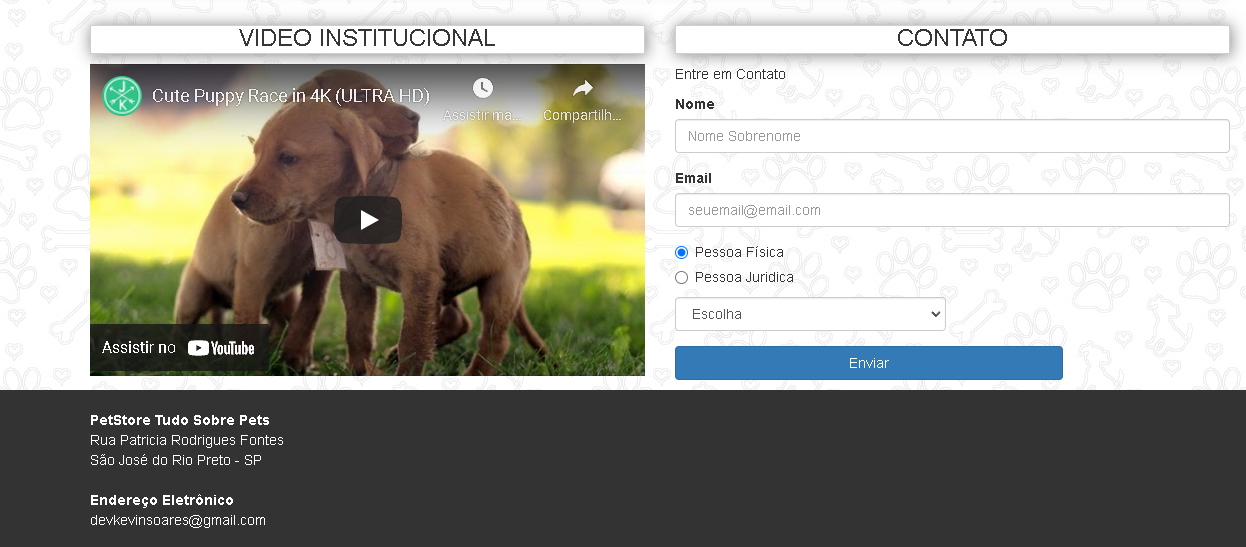 VIDEO INSTITUCIONAL
JK
Cute Puppy Race in 4K (ULTRA HD)
Assistir ma...
Compartilh...
Assistir no YouTube
CONTATO
Entre em Contato
Nome
Nome Sobrenome
Email
seuemail@email.com
Pessoa Física
Pessoa Juridica
Escolha
Enviar
PetStore Tudo Sobre Pets
Rua Patricia Rodrigues Fontes
São José do Rio Preto - SP
Endereço Eletrônico
devkevinsoares@gmail.com